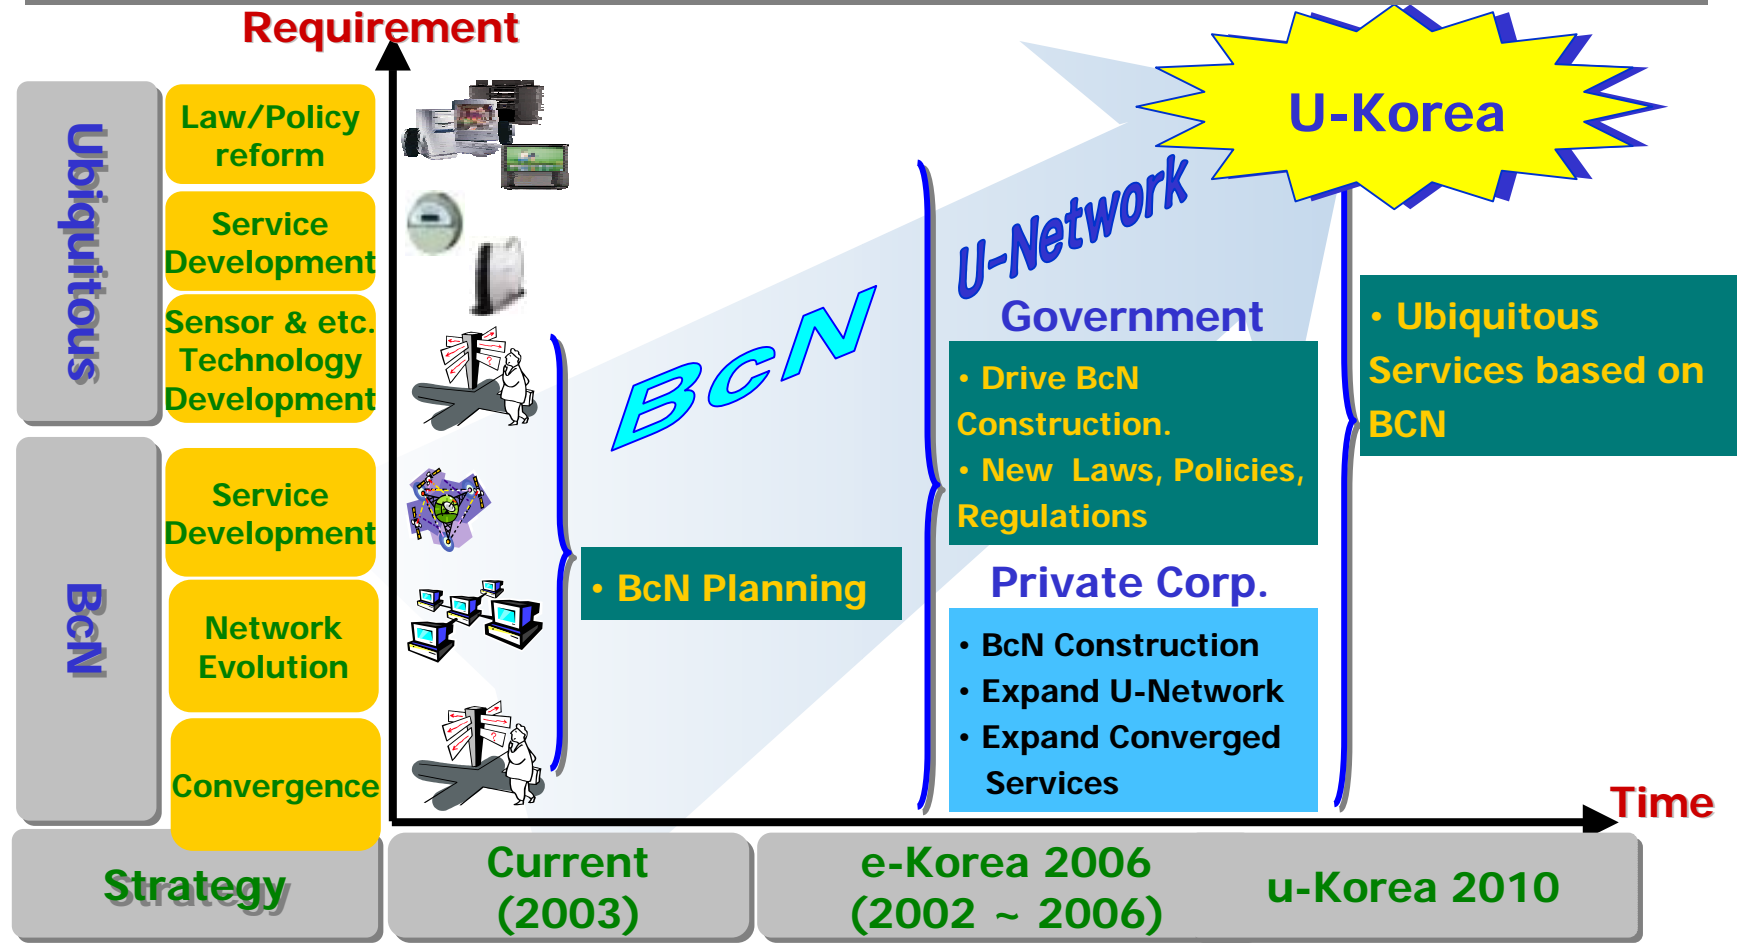 Requirement
U-Korea
Ubiquitous
Law/Policy
reform
Service
Development
Sensor & etc.
Technology
Development
BcN
Service
Development
Network
Evolution
Convergence
BcN
U-Network
• BcN Planning
Government
• Drive BcN
Construction.
• New Laws, Policies,
Regulations
Private Corp.
• BcN Construction
• Expand U-Network
• Expand Converged
Services
• Ubiquitous
Services based on
BCN
Time
Strategy
Current
(2003)
e-Korea 2006
(2002 ~ 2006)
u-Korea 2010